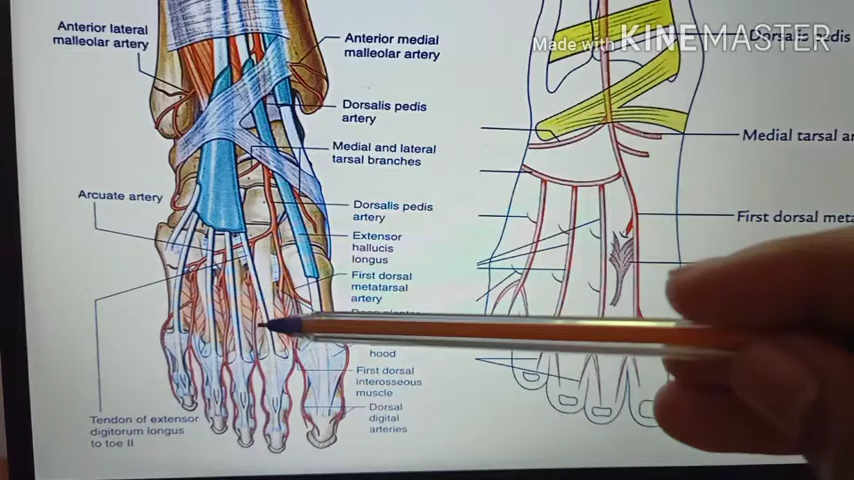 Made with KINEMASTER
Anterior lateral
malleolar artery
Anterior medial
malleolar artery
Dorsalis pedis
artery
Medial and lateral
tarsal branches
Arcuate artery
Dorsalis pedis
artery
Extensor
hallucis
longus
First dorsal
metatarsal
artery
hood
First dorsal
interosseous
muscle
Dorsal
digital
arteries
Tendon of extensor
digitorum longus
to toe II
Dorsalis pedis
Medial tarsal ar
First dorsal meta